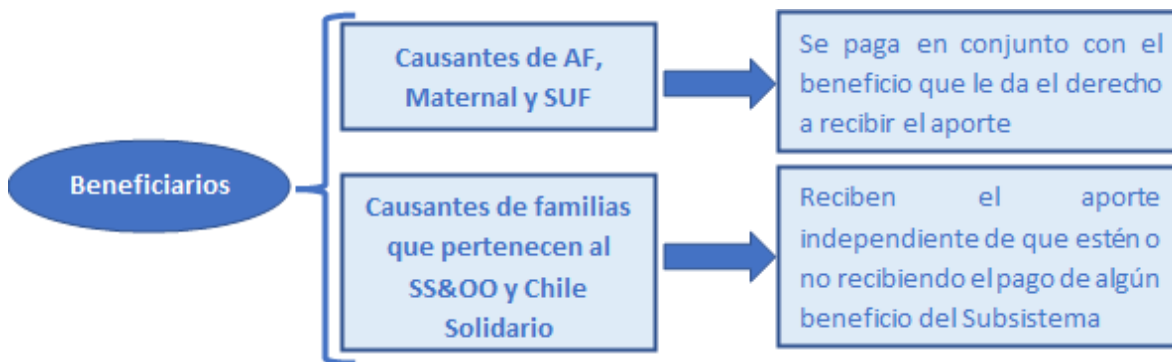 Beneficiarios
Causantes de AF,
Maternal y SUF
Se paga en conjunto con el
beneficio que le da el derecho
a recibir el aporte
Causantes de familias
que pertenecen al
SS&OO y Chile
Solidario
Reciben el aporte
independiente de que estén o
no recibiendo el pago de algún
beneficio del Subsistema